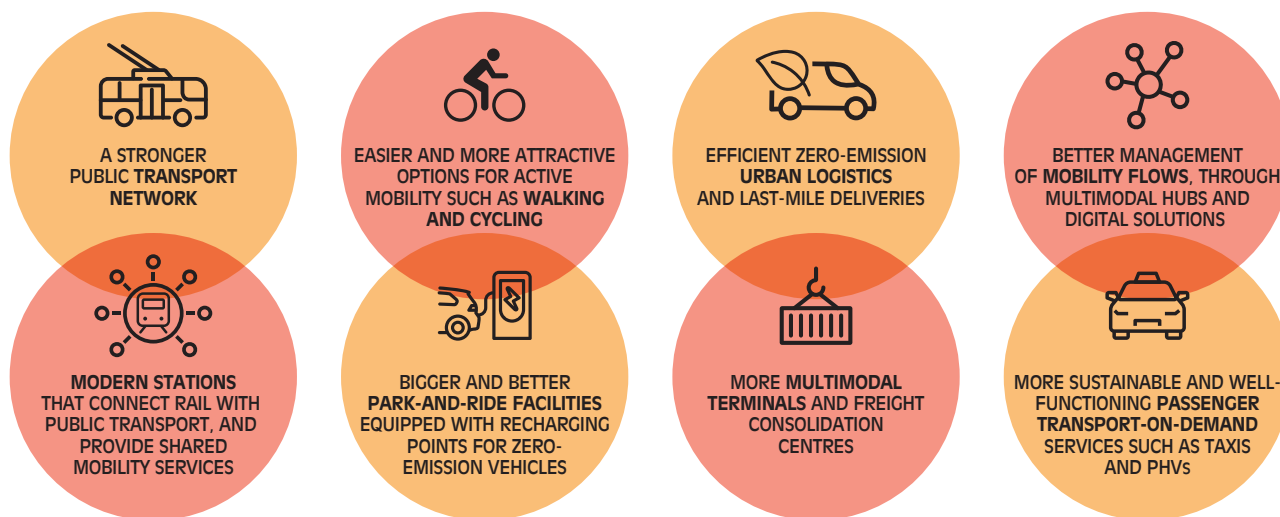 A STRONGER
PUBLIC TRANSPORT
NETWORK
EASIER AND MORE ATTRACTIVE
OPTIONS FOR ACTIVE
MOBILITY SUCH AS WALKING
AND CYCLING
EFFICIENT ZERO-EMISSION
URBAN LOGISTICS
AND LAST-MILE DELIVERIES
BETTER MANAGEMENT
OF MOBILITY FLOWS, THROUGH
MULTIMODAL HUBS AND
DIGITAL SOLUTIONS
MODERN STATIONS
THAT CONNECT RAIL WITH
PUBLIC TRANSPORT, AND
PROVIDE SHARED
MOBILITY SERVICES
BIGGER AND BETTER
PARK-AND-RIDE FACILITIES
EQUIPPED WITH RECHARGING
POINTS FOR ZERO-
EMISSION VEHICLES
MORE MULTIMODAL
TERMINALS AND FREIGHT
CONSOLIDATION
CENTRES
MORE SUSTAINABLE AND WELL-
FUNCTIONING PASSENGER
TRANSPORT-ON-DEMAND
SERVICES SUCH AS TAXIS
AND PHVs